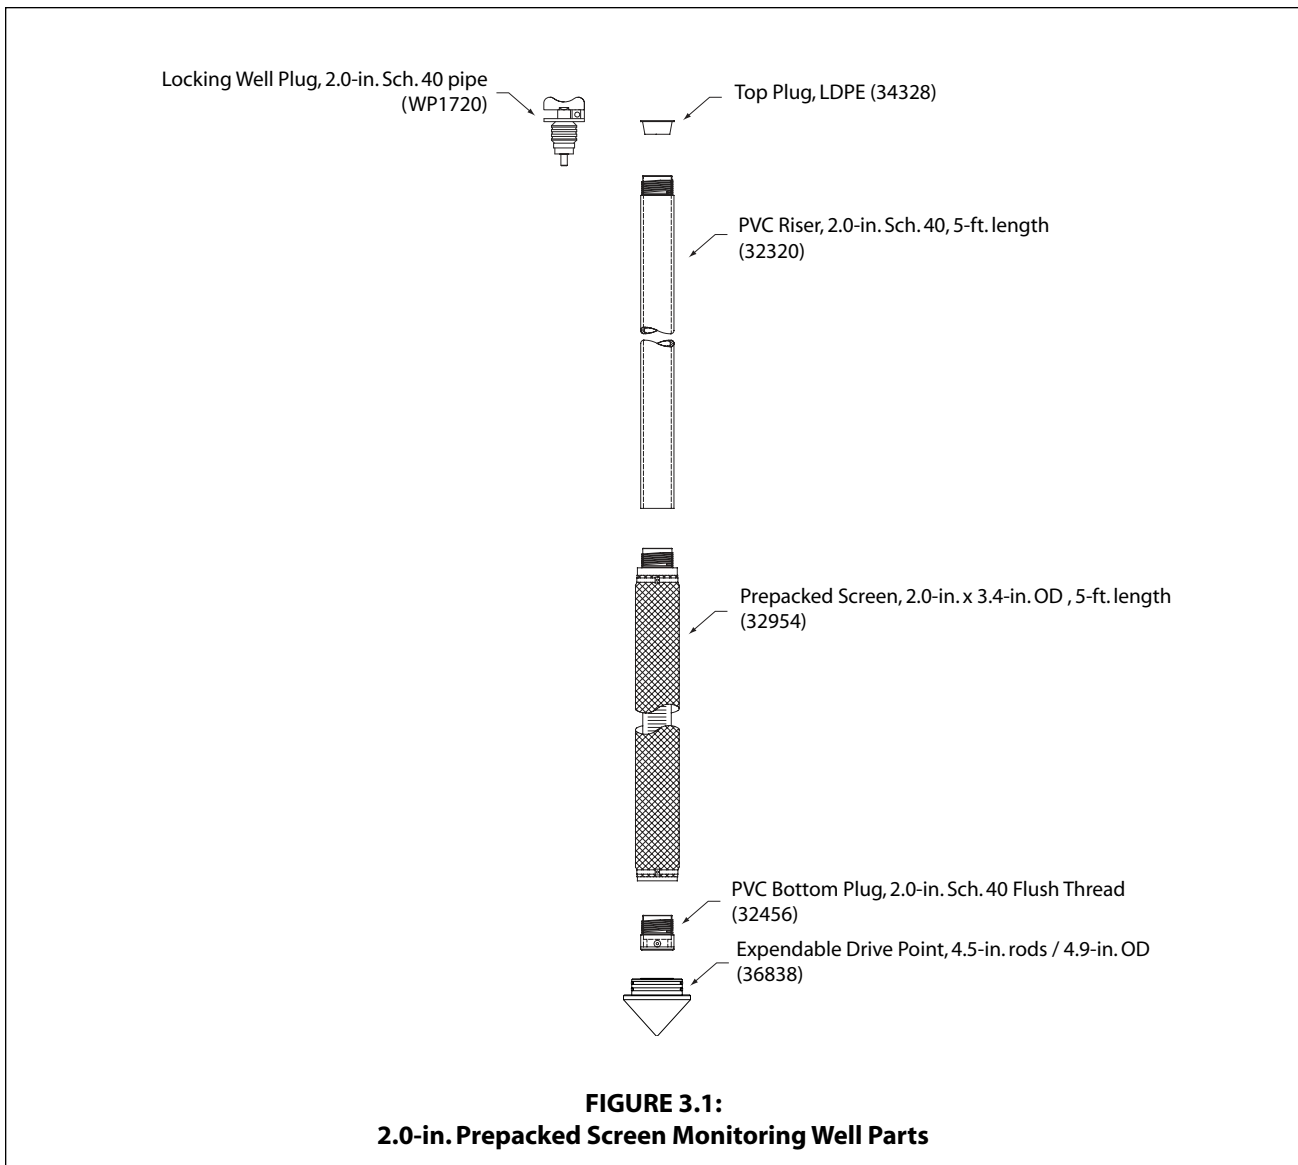 Locking Well Plug, 2.0-in. Sch. 40 pipe
(WP1720)
Top Plug, LDPE (34328)
PVC Riser, 2.0-in. Sch. 40, 5-ft. length
(32320)
Prepacked Screen, 2.0-in. x 3.4-in. OD , 5-ft. length
(32954)
PVC Bottom Plug, 2.0-in. Sch. 40 Flush Thread
(32456)
Expendable Drive Point, 4.5-in. rods / 4.9-in. OD
(36838)
FIGURE 3.1:
2.0-in. Prepacked Screen Monitoring Well Parts